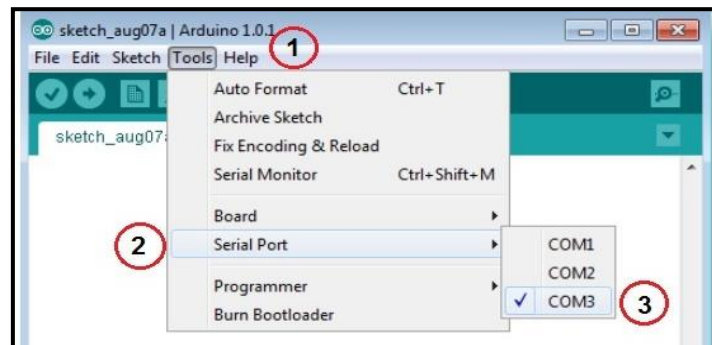 sketch_aug07a | Arduino 1.0.1
File Edit Sketch Tools Help
1
Auto Format Ctrl+T
Archive Sketch
sketch_aug07a
Fix Encoding & Reload
Serial Monitor Ctrl+Shift+M
Board
2
Serial Port
COM1
COM2
Programmer
COM3
3
Burn Bootloader